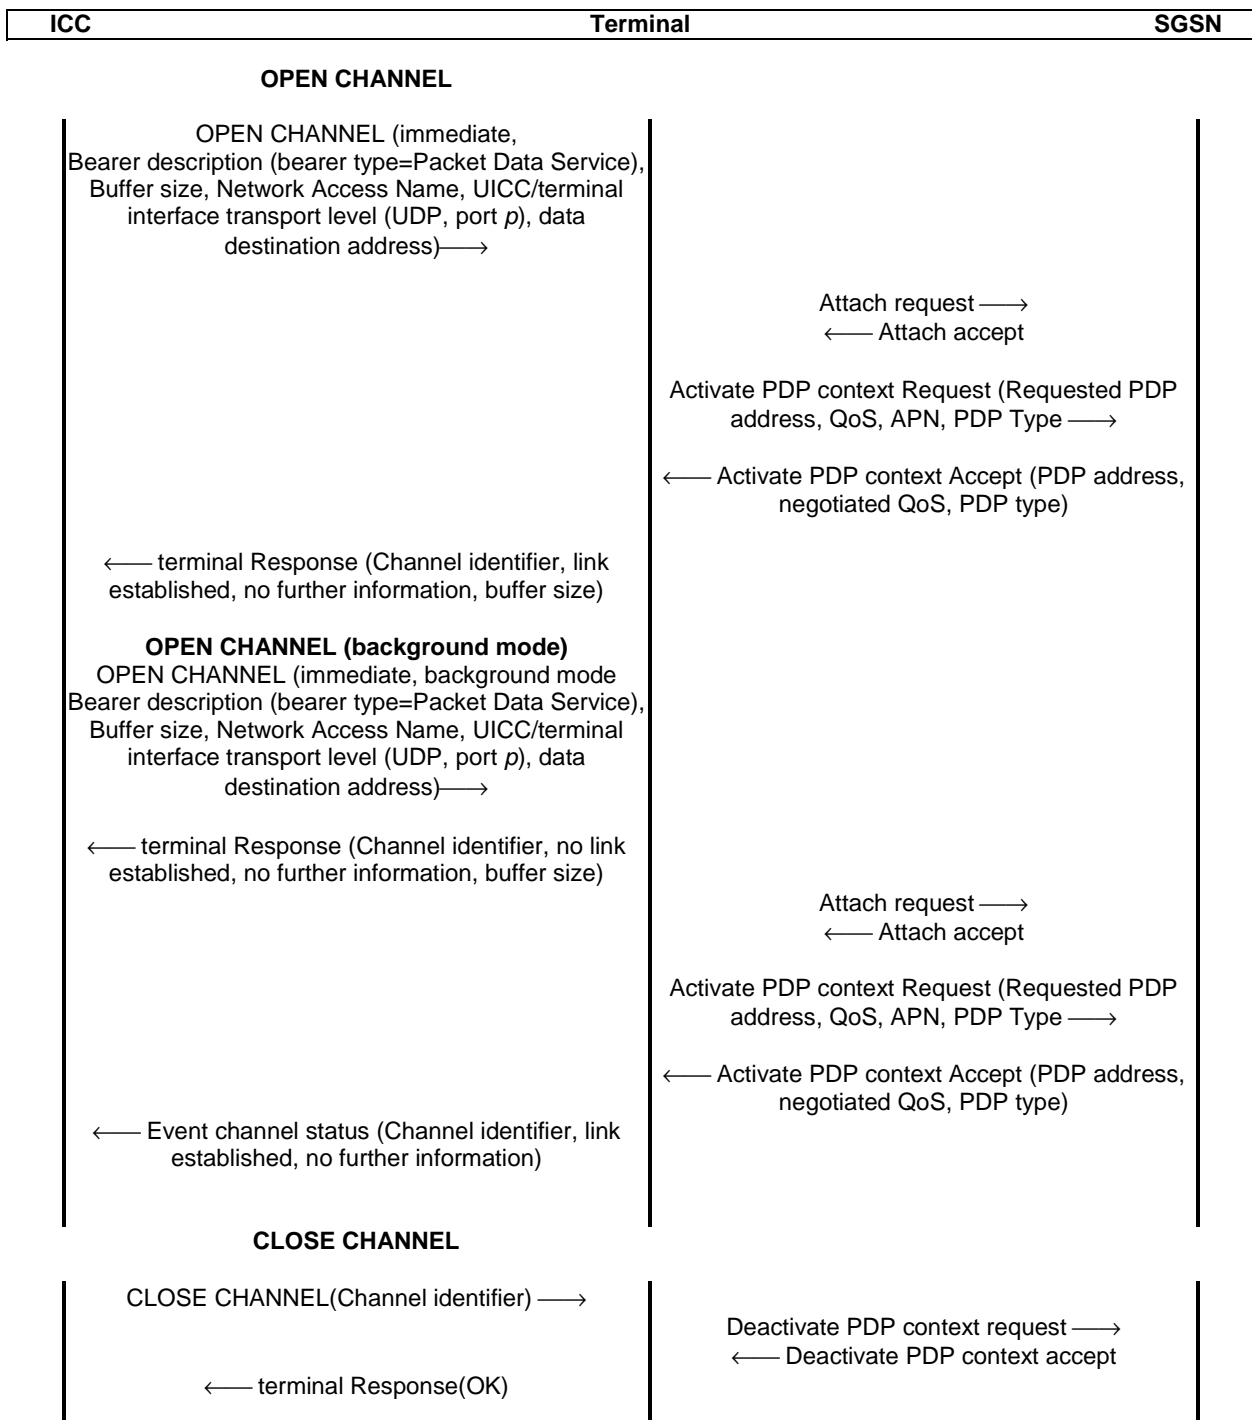 ICC Terminal SGSN
OPEN CHANNEL
OPEN CHANNEL (immediate,
Bearer description (bearer type=Packet Data Service),
Buffer size, Network Access Name, UICC/terminal
interface transport level (UDP, port p), data
destination address)⟶
Attach request ⟶
⟵ Attach accept
Activate PDP context Request (Requested PDP
address, QoS, APN, PDP Type ⟶
⟵ Activate PDP context Accept (PDP address,
negotiated QoS, PDP type)
⟵ terminal Response (Channel identifier, link
established, no further information, buffer size)
OPEN CHANNEL (background mode)
OPEN CHANNEL (immediate, background mode
Bearer description (bearer type=Packet Data Service),
Buffer size, Network Access Name, UICC/terminal
interface transport level (UDP, port p), data
destination address)⟶
⟵ terminal Response (Channel identifier, no link
established, no further information, buffer size)
Attach request ⟶
⟵ Attach accept
Activate PDP context Request (Requested PDP
address, QoS, APN, PDP Type ⟶
⟵ Activate PDP context Accept (PDP address,
negotiated QoS, PDP type)
⟵ Event channel status (Channel identifier, link
established, no further information)
CLOSE CHANNEL
CLOSE CHANNEL(Channel identifier) ⟶
Deactivate PDP context request ⟶
⟵ Deactivate PDP context accept
⟵ terminal Response(OK)